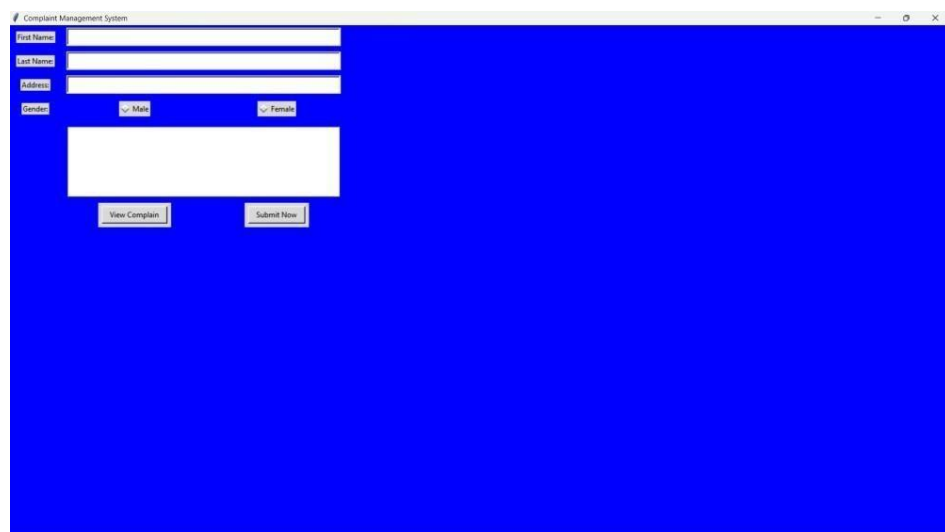 Complaint Management System
First Name:
Last Name:
Address:
Gender: Male Female
View Complain Submit Now